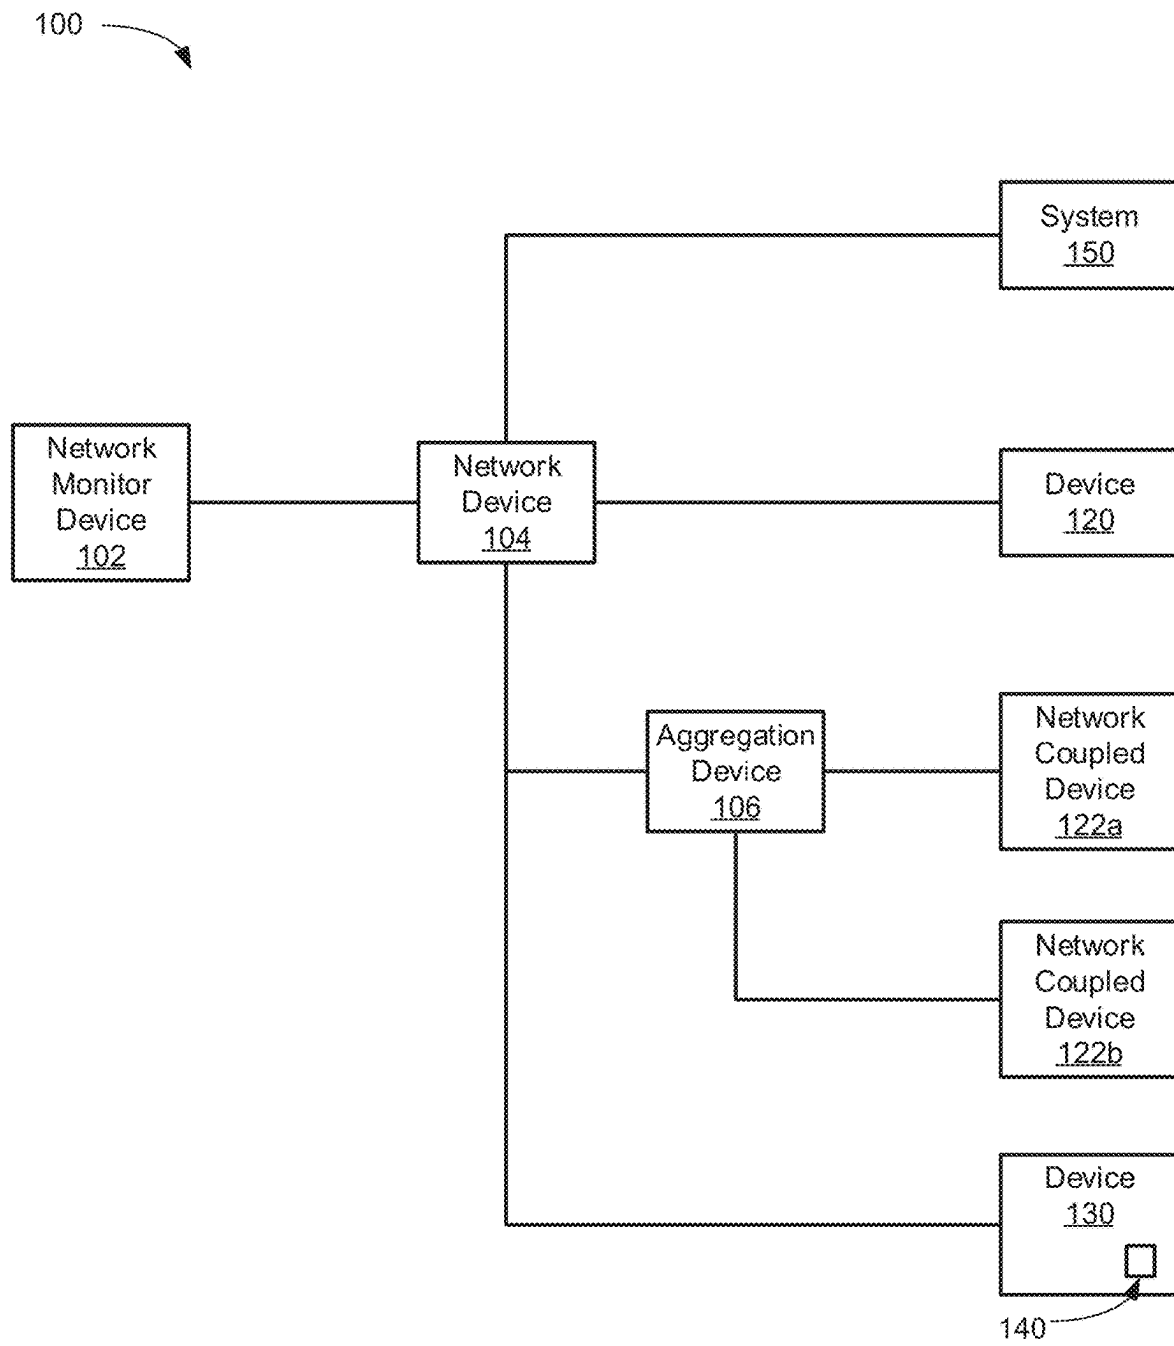 100
System
150
Network
Monitor
Device
102
Network
Device
104
Device
120
Aggregation
Device
106
Network
Coupled
Device
122a
Network
Coupled
Device
122b
Device
130
140